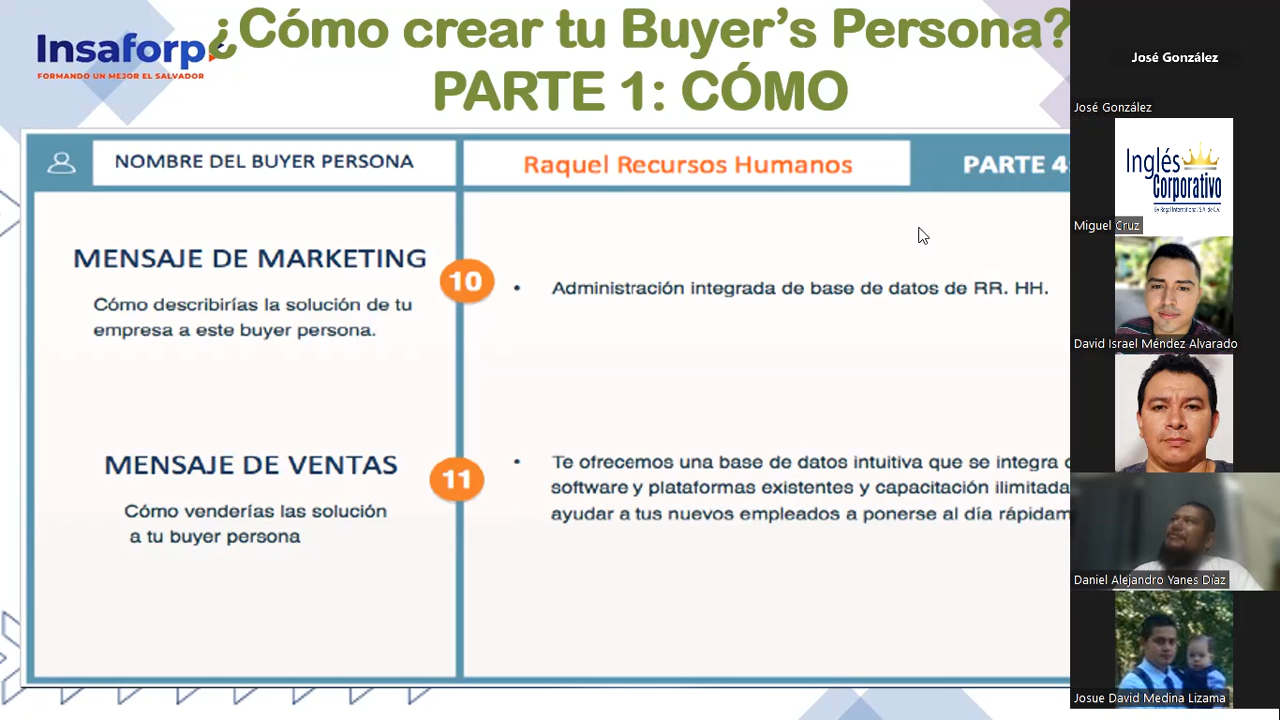 ¿Cómo crear tu Buyer's Persona?
PARTE 1: CÓMO
Insaforp
FORMANDO UN MEJOR EL SALVADOR
NOMBRE DEL BUYER PERSONA
Raquel Recursos Humanos
PARTE 4
MENSAJE DE MARKETING
Cómo describirías la solución de tu
empresa a este buyer persona.
10
• Administración integrada de base de datos de RR. HH.
MENSAJE DE VENTAS
Cómo venderías las solución
a tu buyer persona
11
• Te ofrecemos una base de datos intuitiva que se integra
software y plataformas existentes y capacitación ilimitada
ayudar a tus nuevos empleados a ponerse al día
José González
José González
Inglés
Corporativo
Miguel Cruz
David Israel Méndez Alvarado
Daniel Alejandro Yanes Díaz
Josue David Medina Lizama